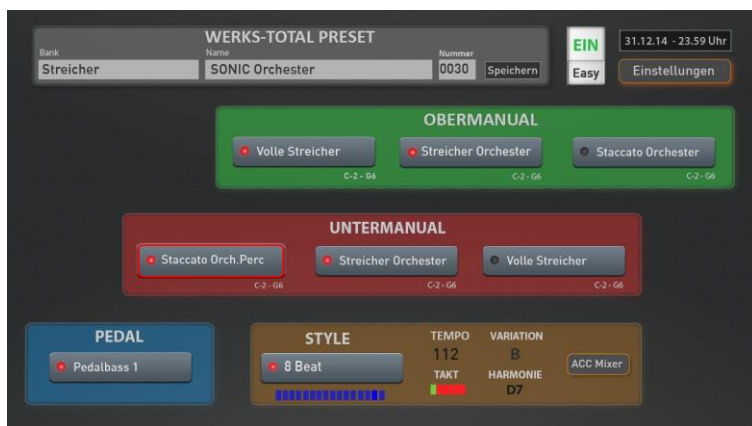 WERKS-TOTAL PRESET
Bank Name Nummer
Streicher SONIC Orchester 0030 Speichern
EIN
Easy
31.12.14 - 23.59 Uhr
Einstellungen
OBERMANUAL
Volle Streicher Streicher Orchester Staccato Orchester
C-2 - G6 C-2 - G6 C-2 - G6
UNTERMANUAL
Staccato Orch.Perc Streicher Orchester Volle Streicher
C-2 - G6 C-2 - G6 C-2 - G6
PEDAL
Pedalbass 1
STYLE TEMPO VARIATION
8 Beat 112 B ACC Mixer
TAKT HARMONIE
D7